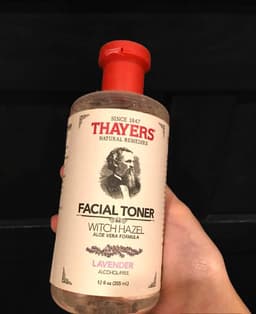 SINCE 1847
THAYERS
NATURAL REMEDIES
FACIAL TONER
WITCH HAZEL
ALOE VERA FORMULA
LAVENDER
ALCOHOL-FREE
12 fl oz (355 mL)